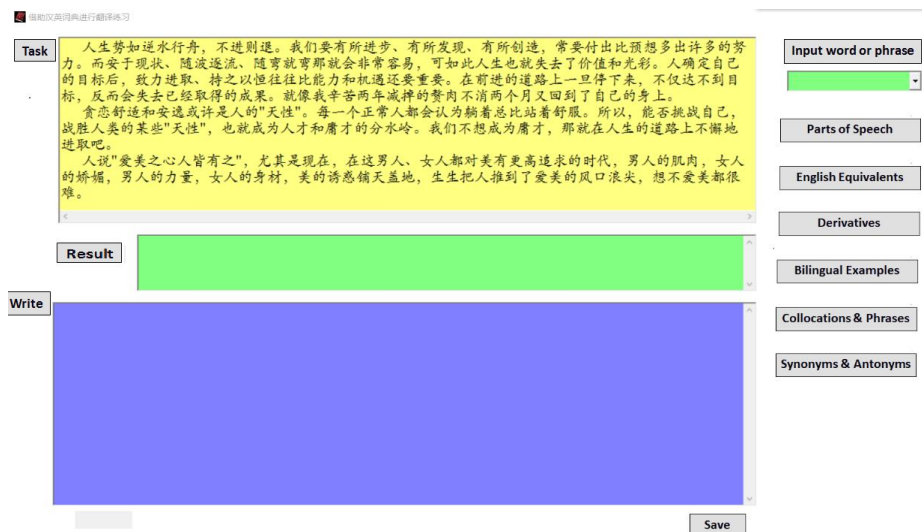 借助汉英词典进行翻译练习
Task
人生势如逆水行舟，不进则退。我们要有所进步、有所发现、有所创造，常要付出比预想多出许多的努
力。而安于现状、随波逐流、随弯就弯那就会非常容易，可如此人生也就失去了价值和光彩。人确定自己
的目标后，致力进取、持之以恒往往比能力和机遇还要重要。在前进的道路上一旦停下来，不仅达不到目
标，反而会失去已经取得的成果。就像我辛苦两年减掉的赘肉不消两个月又回到了自己的身上。
贪恋舒适和安逸或许是人的"天性"。每一个正常人都会认为躺着总比站着舒服。所以，能否挑战自己，
战胜人类的某些"天性"，也就成为人才和庸才的分水岭。我们不想成为庸才，那就在人生的道路上不懈地
进取吧。
人说"爱美之心人皆有之"，尤其是现在，在这男人、女人都对美有更高追求的时代，男人的肌肉，女人
的娇媚，男人的力量，女人的身材，美的诱惑铺天盖地，生生把人推到了爱美的风口浪尖，想不爱美都很
难。
Input word or phrase
Parts of Speech
English Equivalents
Derivatives
Result
Bilingual Examples
Write
Collocations & Phrases
Synonyms & Antonyms
Save